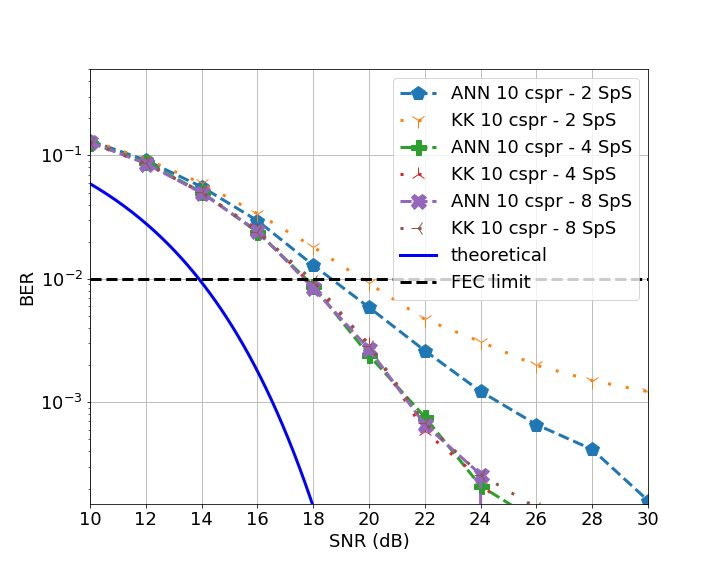 ANN 10 cspr - 2 SpS
KK 10 cspr - 2 SpS
ANN 10 cspr - 4 SpS
KK 10 cspr - 4 SpS
ANN 10 cspr - 8 SpS
KK 10 cspr - 8 SpS
theoretical
FEC limit
BER
10⁻¹
10⁻²
10⁻³
10 12 14 16 18 20 22 24 26 28 30
SNR (dB)